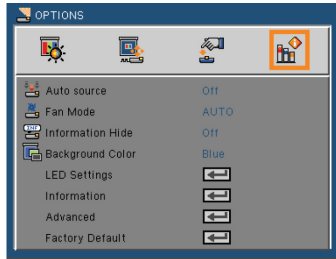 OPTIONS
Auto source Off
Fan Mode AUTO
Information Hide Off
Background Color Blue
LED Settings
Information
Advanced
Factory Default